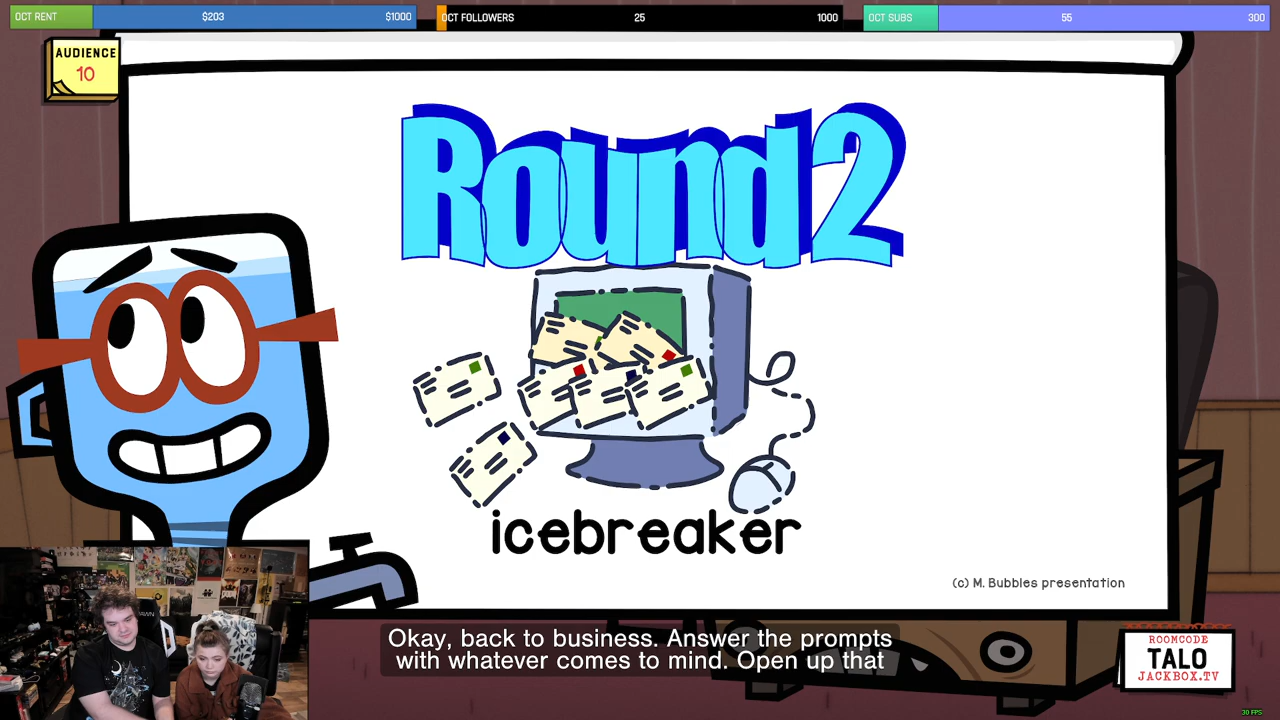 OCT RENT $203 $1000 OCT FOLLOWERS 25 1000 OCT SUBS 55 300
AUDIENCE
10
Round 2
icebreaker
(c) M. Bubbles presentation
Okay, back to business. Answer the prompts
with whatever comes to mind. Open up that
ROOMCODE
TALO
JACKBOX.TV
30 FPS